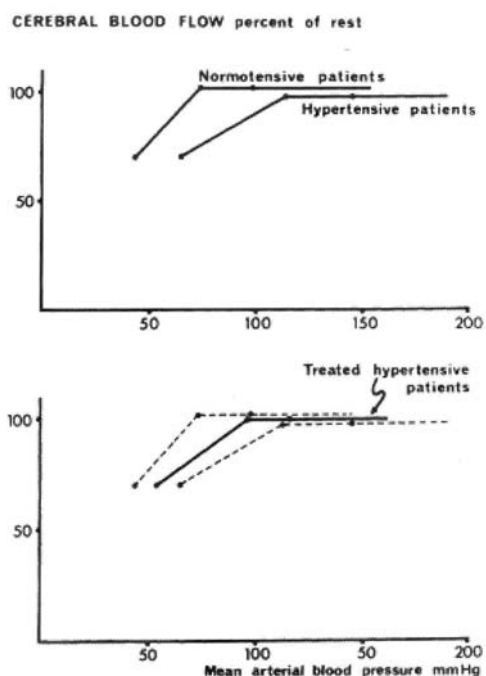 CEREBRAL BLOOD FLOW percent of rest
100
Normotensive patients
Hypertensive patients
50
50
100
150
200
Treated hypertensive
patients
100
50
50
100
50
200
Mean arterial blood pressure mmHg